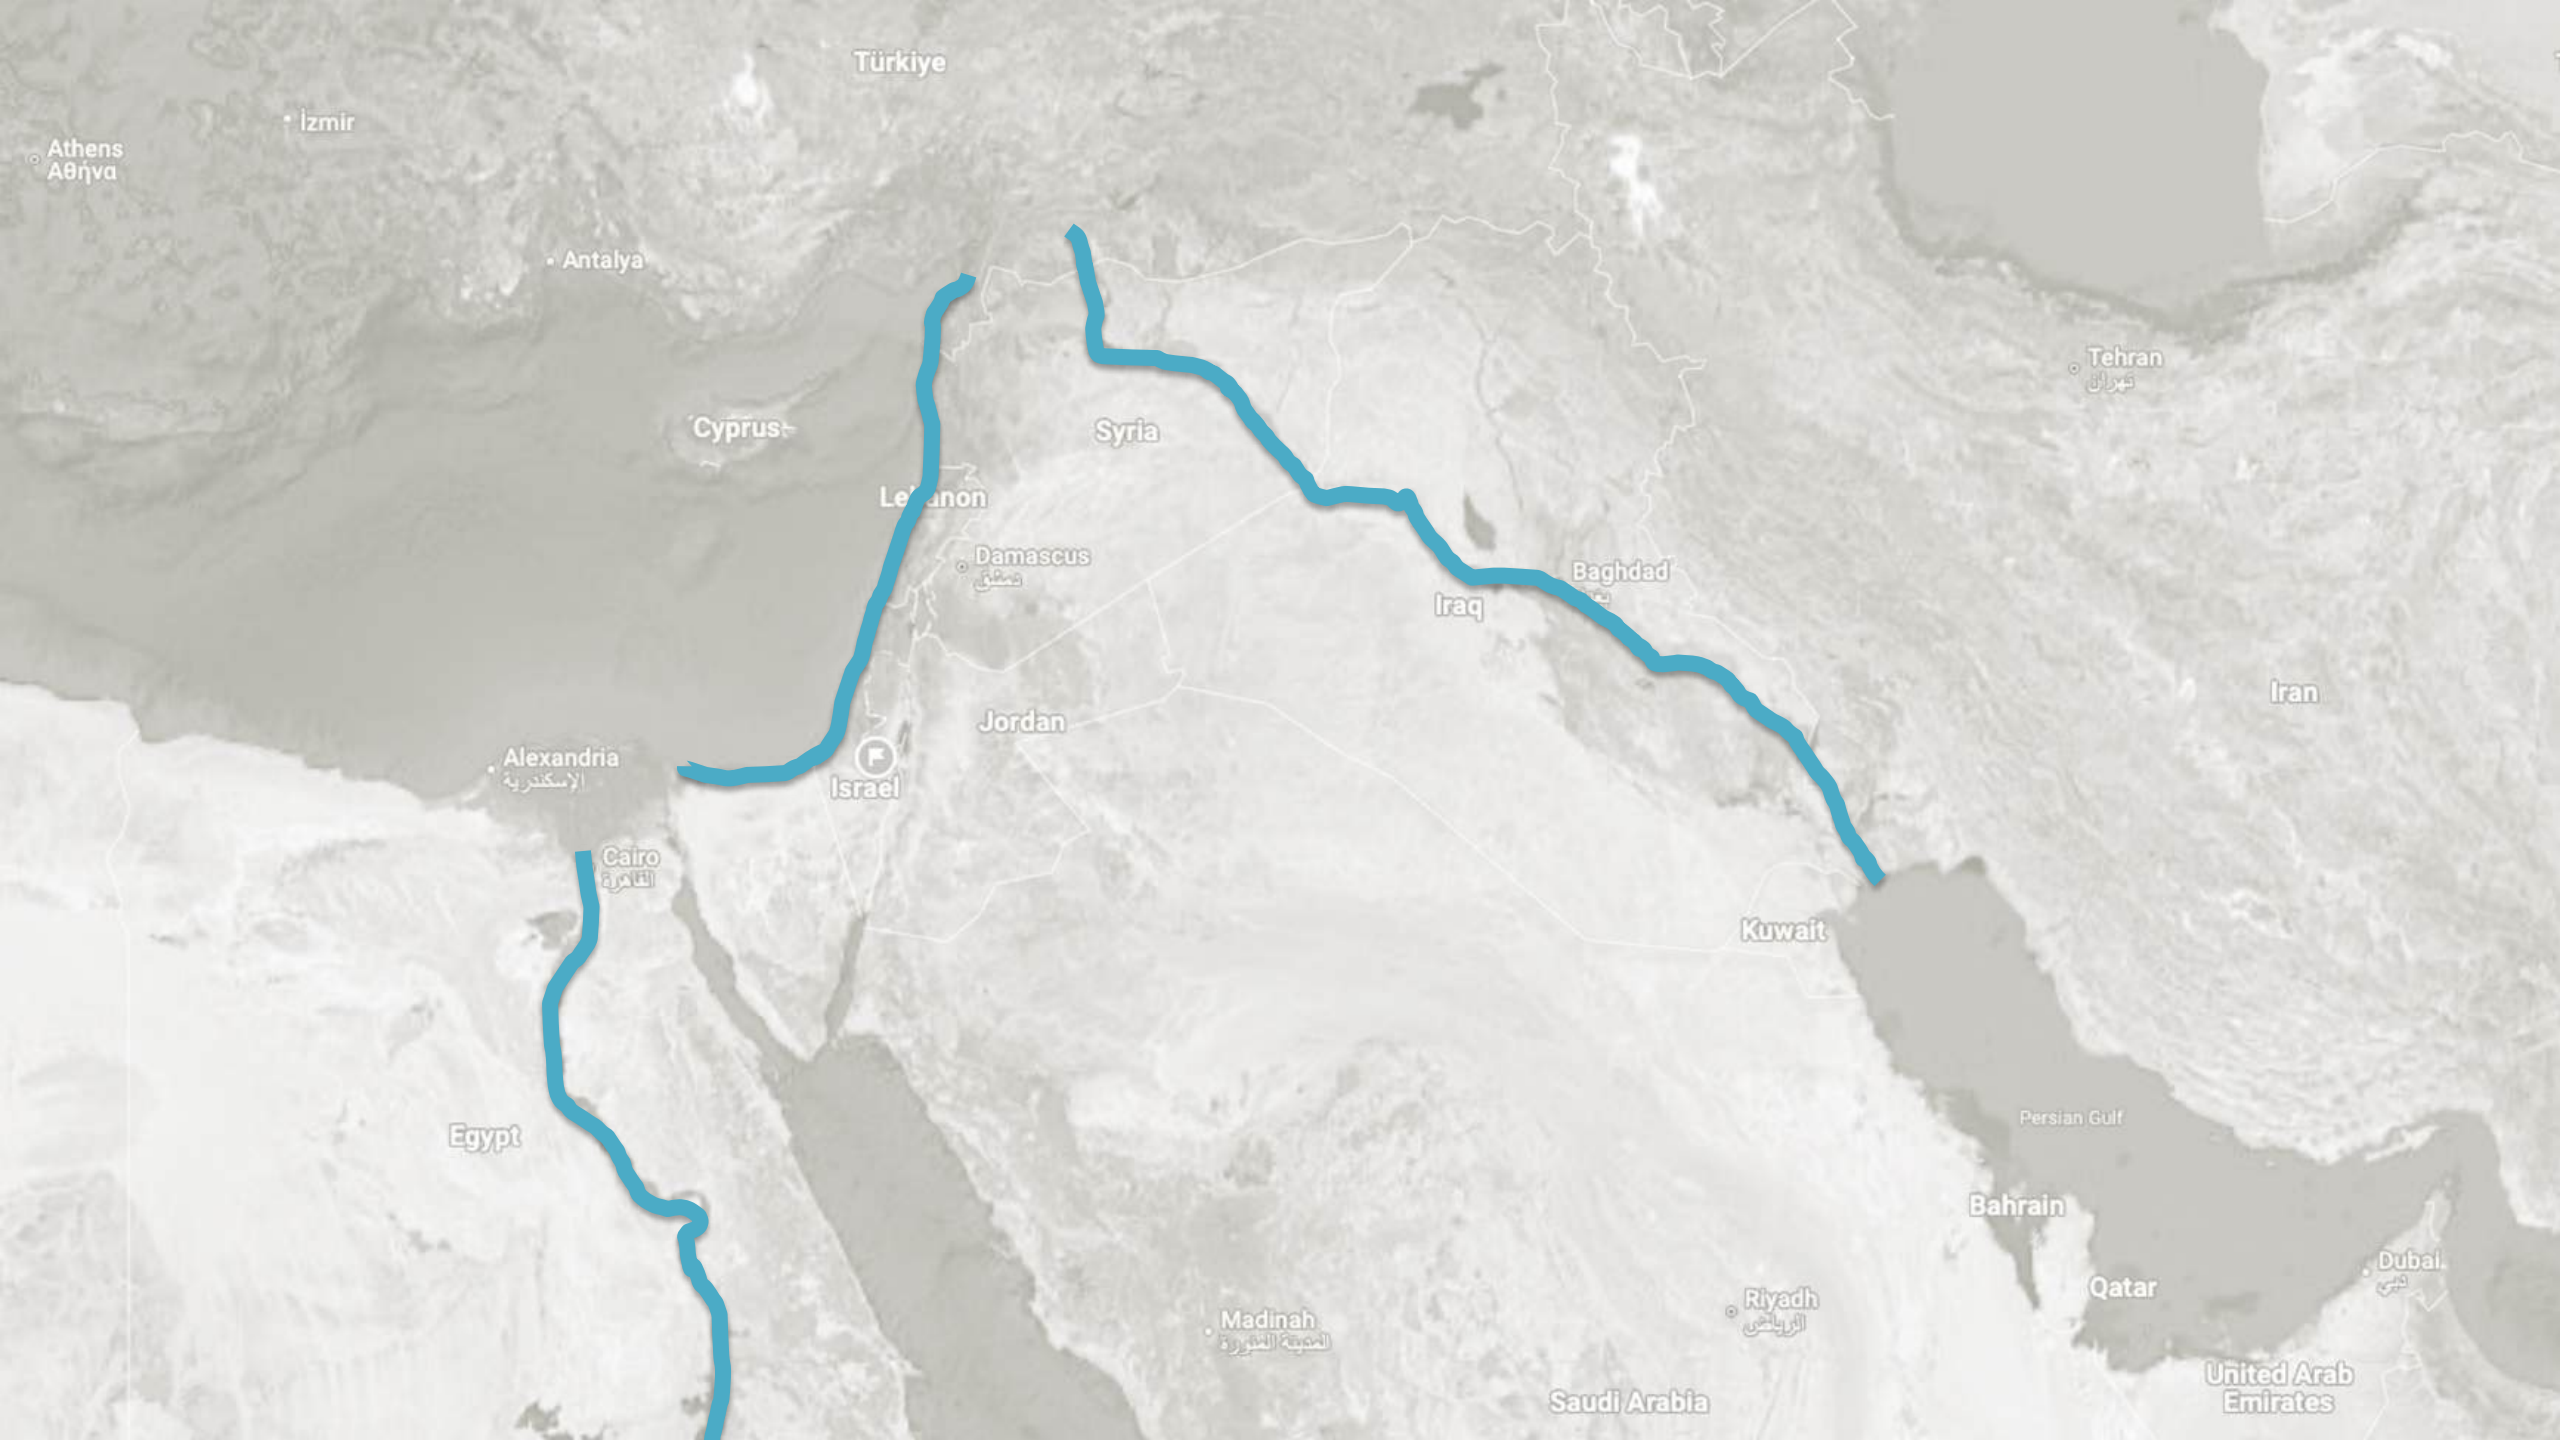 Türkiye
İzmir
Athens
Αθήνα
Antalya
Tehran
تهران
Cyprus
Syria
Lebanon
Damascus
دمشق
Baghdad
Iraq
Iran
Jordan
Israel
Alexandria
الإسكندرية
Cairo
القاهرة
Kuwait
Persian Gulf
Egypt
Bahrain
Dubai
دبي
Qatar
Riyadh
الرياض
Madinah
المدينة المنورة
United Arab
Emirates
Saudi Arabia